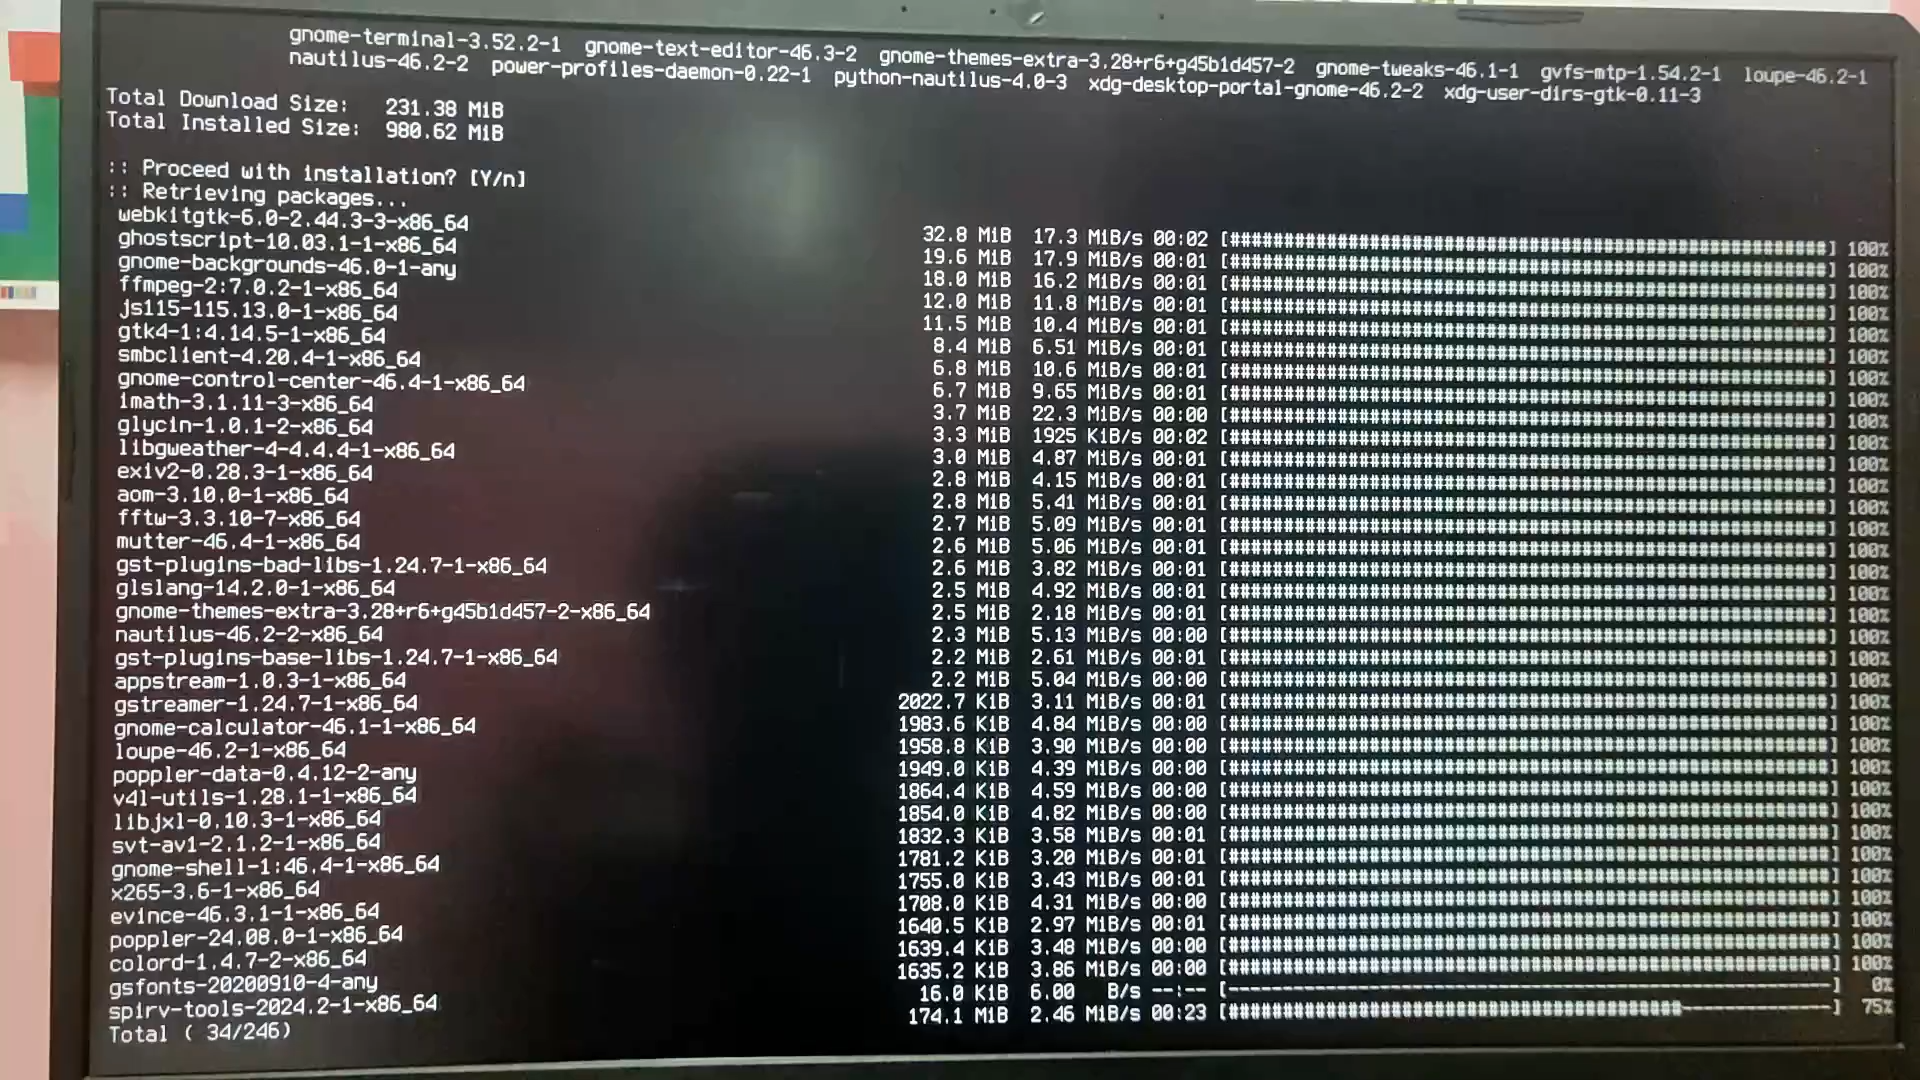 gnome-terminal-3.52.2-1 gnome-text-editor-46.3-2 gnome-themes-extra-3.28+r6+g45b1d457-2 gnome-tweaks-46.1-1 gvfs-mtp-1.54.2-1 loupe-46.2-1
nautilus-46.2-2 power-profiles-daemon-0.22-1 python-nautilus-4.0-3 xdg-desktop-portal-gnome-46.2-2 xdg-user-dirs-gtk-0.11-3
Total Download Size: 231.38 MiB
Total Installed Size: 980.62 MiB
:: Proceed with installation? [Y/n]
:: Retrieving packages...
webkitgtk-6.0-2.44.3-3-x86_64 32.8 MiB 17.3 MiB/s 00:02 100%
ghostscript-10.03.1-1-x86_64 19.6 MiB 17.9 MiB/s 00:01 100%
gnome-backgrounds-46.0-1-any 18.0 MiB 16.2 MiB/s 00:01 100%
ffmpeg-2:7.0.2-1-x86_64 12.0 MiB 11.8 MiB/s 00:01 100%
js115-115.13.0-1-x86_64 11.5 MiB 10.4 MiB/s 00:01 100%
gtk4-1:4.14.5-1-x86_64 8.4 MiB 6.51 MiB/s 00:01 100%
smbclient-4.20.4-1-x86_64 6.8 MiB 10.6 MiB/s 00:01 100%
gnome-control-center-46.4-1-x86_64 6.7 MiB 9.65 MiB/s 00:01 100%
imath-3.1.11-3-x86_64 3.7 MiB 22.3 MiB/s 00:00 100%
glycin-1.0.1-2-x86_64 3.3 MiB 1925 KiB/s 00:02 100%
libgweather-4-4.4.4-1-x86_64 3.0 MiB 4.87 MiB/s 00:01 100%
exiv2-0.28.3-1-x86_64 2.8 MiB 4.15 MiB/s 00:01 100%
aom-3.10.0-1-x86_64 2.8 MiB 5.41 MiB/s 00:01 100%
fftw-3.3.10-7-x86_64 2.7 MiB 5.09 MiB/s 00:01 100%
mutter-46.4-1-x86_64 2.6 MiB 5.06 MiB/s 00:01 100%
gst-plugins-bad-libs-1.24.7-1-x86_64 2.6 MiB 3.82 MiB/s 00:01 100%
glslang-14.2.0-1-x86_64 2.5 MiB 4.92 MiB/s 00:01 100%
gnome-themes-extra-3.28+r6+g45b1d457-2-x86_64 2.5 MiB 2.18 MiB/s 00:01 100%
nautilus-46.2-2-x86_64 2.3 MiB 5.13 MiB/s 00:00 100%
gst-plugins-base-libs-1.24.7-1-x86_64 2.2 MiB 2.61 MiB/s 00:01 100%
appstream-1.0.3-1-x86_64 2.2 MiB 5.04 MiB/s 00:00 100%
gstreamer-1.24.7-1-x86_64 2022.7 KiB 3.11 MiB/s 00:01 100%
gnome-calculator-46.1-1-x86_64 1983.6 KiB 4.84 MiB/s 00:00 100%
loupe-46.2-1-x86_64 1958.8 KiB 3.90 MiB/s 00:00 100%
poppler-data-0.4.12-2-any 1949.0 KiB 4.39 MiB/s 00:00 100%
v4l-utils-1.28.1-1-x86_64 1864.4 KiB 4.59 MiB/s 00:00 100%
libjxl-0.10.3-1-x86_64 1854.0 KiB 4.82 MiB/s 00:00 100%
svt-av1-2.1.2-1-x86_64 1832.3 KiB 3.58 MiB/s 00:01 100%
gnome-shell-1:46.4-1-x86_64 1781.2 KiB 3.20 MiB/s 00:01 100%
x265-3.6-1-x86_64 1755.0 KiB 3.43 MiB/s 00:01 100%
evince-46.3.1-1-x86_64 1708.0 KiB 4.31 MiB/s 00:00 100%
poppler-24.08.0-1-x86_64 1640.5 KiB 2.97 MiB/s 00:01 100%
colord-1.4.7-2-x86_64 1639.4 KiB 3.48 MiB/s 00:00 100%
gsfonts-20200910-4-any 1635.2 KiB 3.86 MiB/s 00:00 100%
spirv-tools-2024.2-1-x86_64 16.0 KiB 6.00 B/s --:-- 0%
Total ( 34/246) 174.1 MiB 2.46 MiB/s 00:23 75%